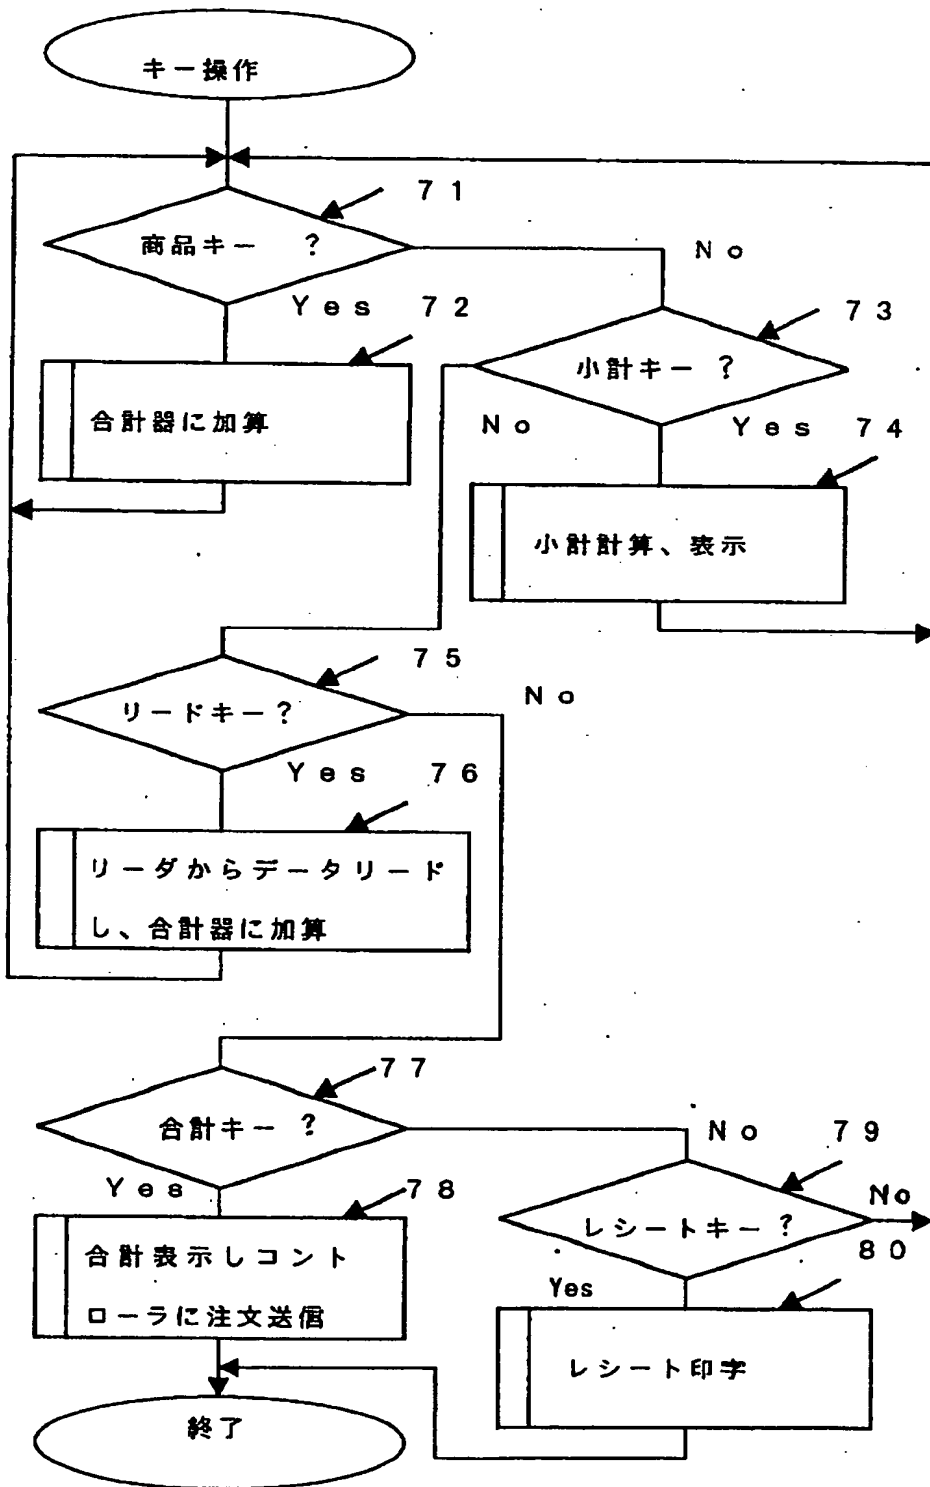 キー操作
71
商品キー ?
No
Yes 72
73
小計キー ?
合計器に加算
No
Yes 74
小計計算、表示
75
リードキー?
No
Yes 76
リーダからデータリード
し、合計器に加算
77
合計キー ?
No 79
Yes
78
No
レシートキー ?
80
合計表示しコント
ローラに注文送信
Yes
レシート印字
終了